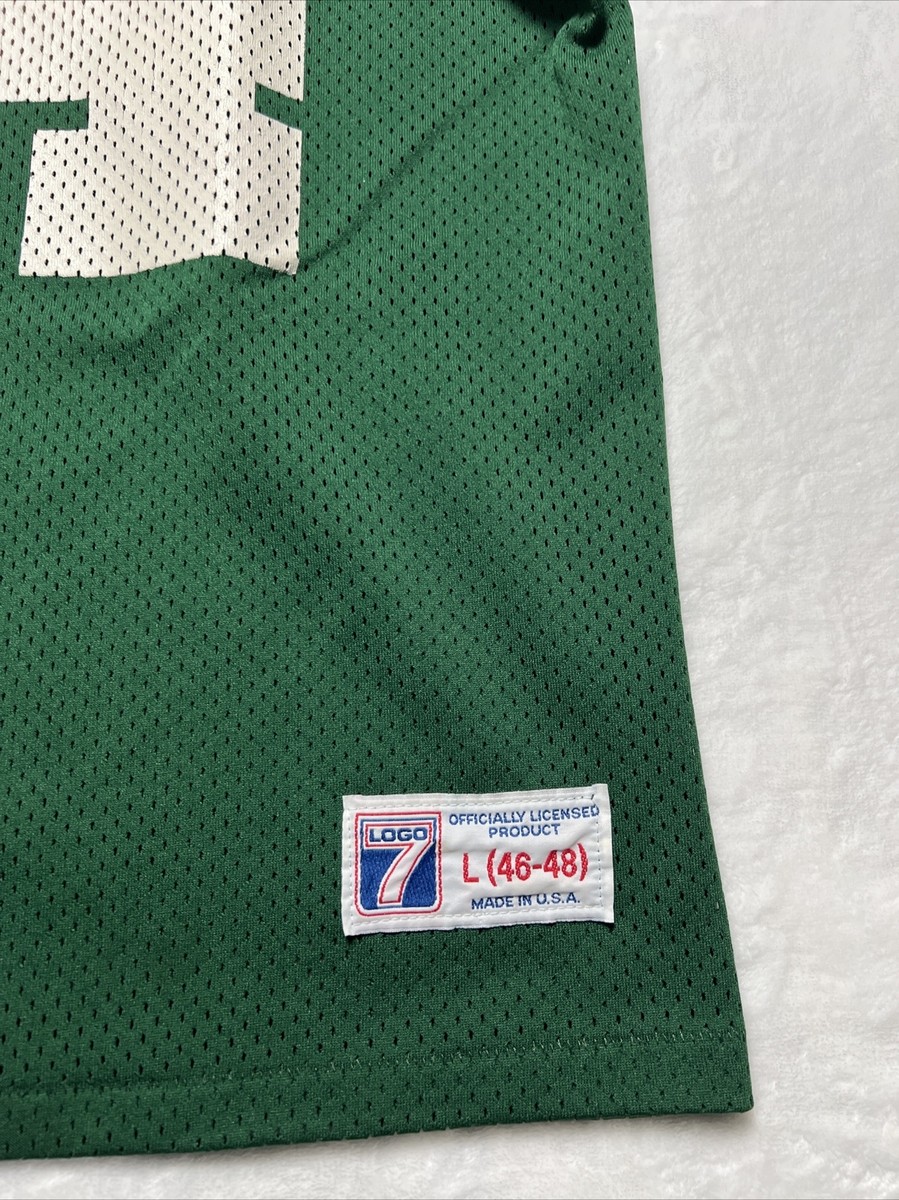 LOGO
7
OFFICIALLY LICENSED
PRODUCT
L (46-48)
MADE IN U.S.A.